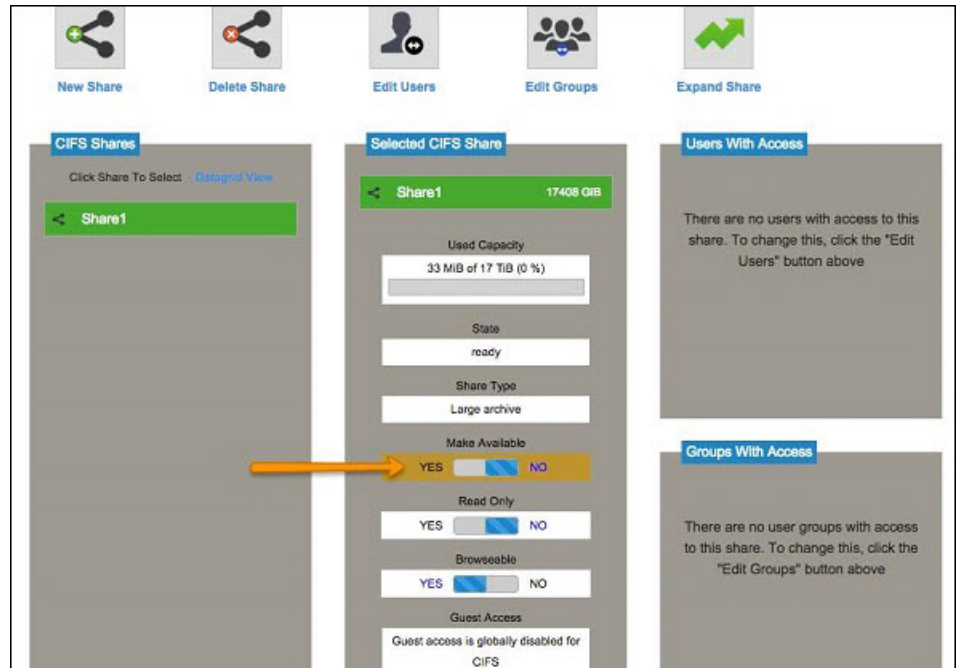 New Share
Delete Share
Edit Users
Edit Groups
Expand Share
CIFS Shares
Click Share To Select Datagrid View
Share1
Selected CIFS Share
Share1 17408 GIB
Used Capacity
33 MiB of 17 TiB (0 %)
State
ready
Share Type
Large archive
Make Available
YES NO
Read Only
YES NO
Browseable
YES NO
Guest Access
Guest access is globally disabled for
CIFS
Users With Access
There are no users with access to this
share. To change this, click the "Edit
Users" button above
Groups With Access
There are no user groups with access
to this share. To change this, click the
"Edit Groups" button above